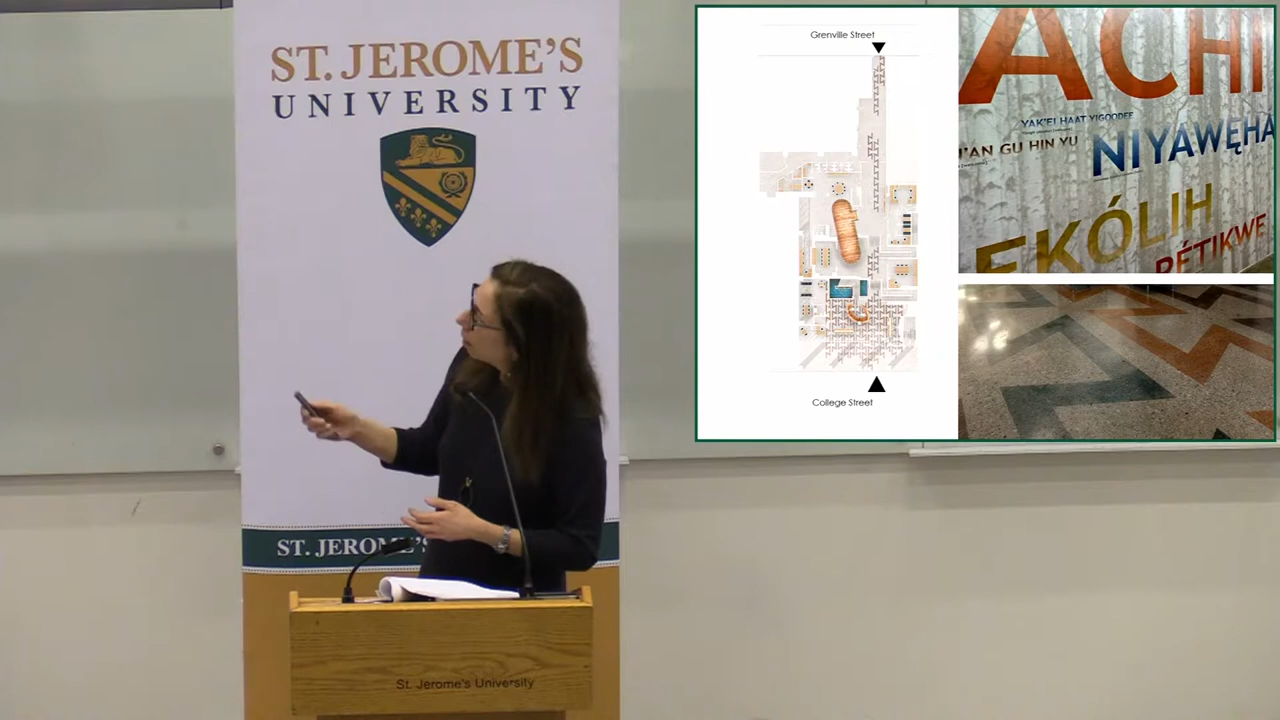 ST. JEROME'S
UNIVERSITY
ST. JEROME'S
St. Jerome's University
Grenville Street
College Street
ACHI
YAK'EI HAAT YIGOODEE
'AN GU HIN YU
NIYAWĘHA
EKÓLIH
PÉTIKWE